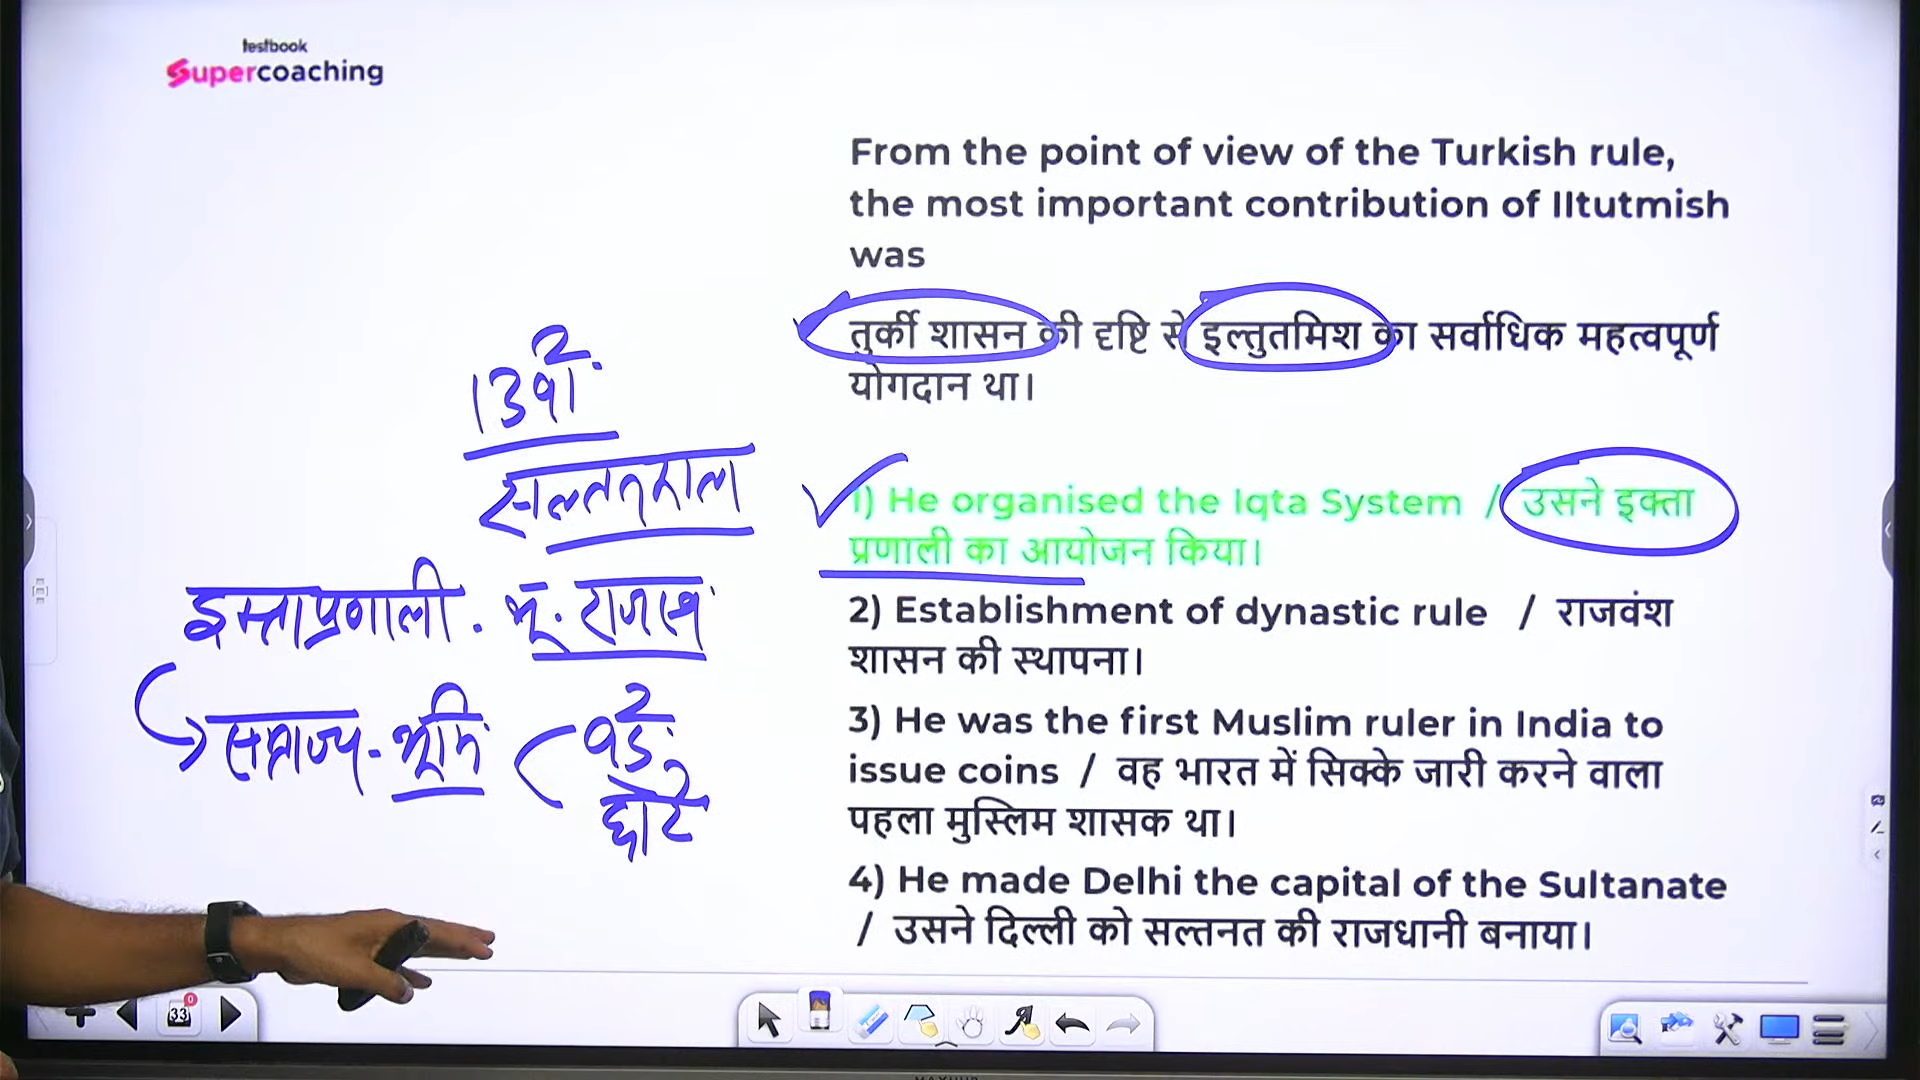 testbook
Supercoaching
From the point of view of the Turkish rule,
the most important contribution of Iltutmish
was
तुर्की शासन की दृष्टि से इल्तुतमिश का सर्वाधिक महत्वपूर्ण
योगदान था।
1) He organised the Iqta System / उसने इक्ता
प्रणाली का आयोजन किया।
2) Establishment of dynastic rule / राजवंश
शासन की स्थापना।
3) He was the first Muslim ruler in India to
issue coins / वह भारत में सिक्के जारी करने वाला
पहला मुस्लिम शासक था।
4) He made Delhi the capital of the Sultanate
/ उसने दिल्ली को सल्तनत की राजधानी बनाया।
13वीं
सल्तनतकाल
इक्ताप्रणाली. भू. राजस्व
भूमि
बड़े
छोटे
33
0